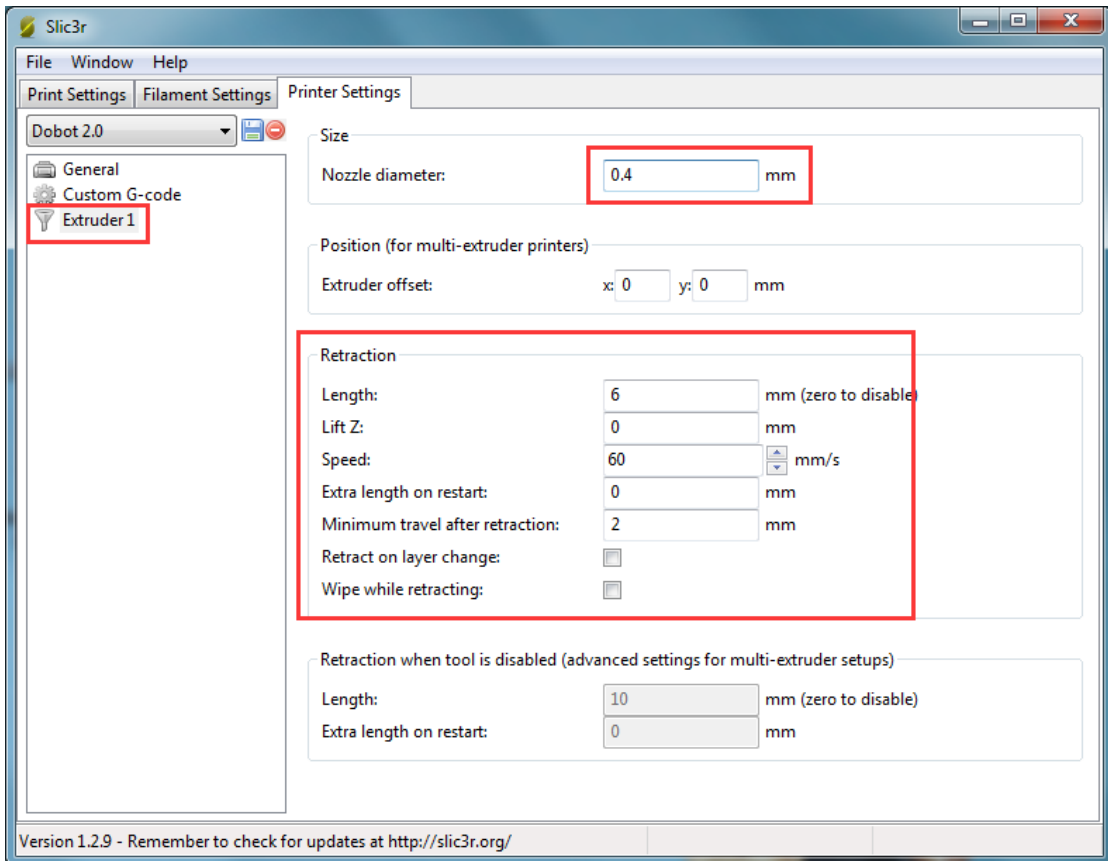 Slic3r
File Window Help
Print Settings Filament Settings Printer Settings
Dobot 2.0
General
Custom G-code
Extruder 1
Size
Nozzle diameter: 0.4 mm
Position (for multi-extruder printers)
Extruder offset: x: 0 y: 0 mm
Retraction
Length: 6 mm (zero to disable)
Lift Z: 0 mm
Speed: 60 mm/s
Extra length on restart: 0 mm
Minimum travel after retraction: 2 mm
Retract on layer change:
Wipe while retracting:
Retraction when tool is disabled (advanced settings for multi-extruder setups)
Length: 10 mm (zero to disable)
Extra length on restart: 0 mm
Version 1.2.9 - Remember to check for updates at http://slic3r.org/